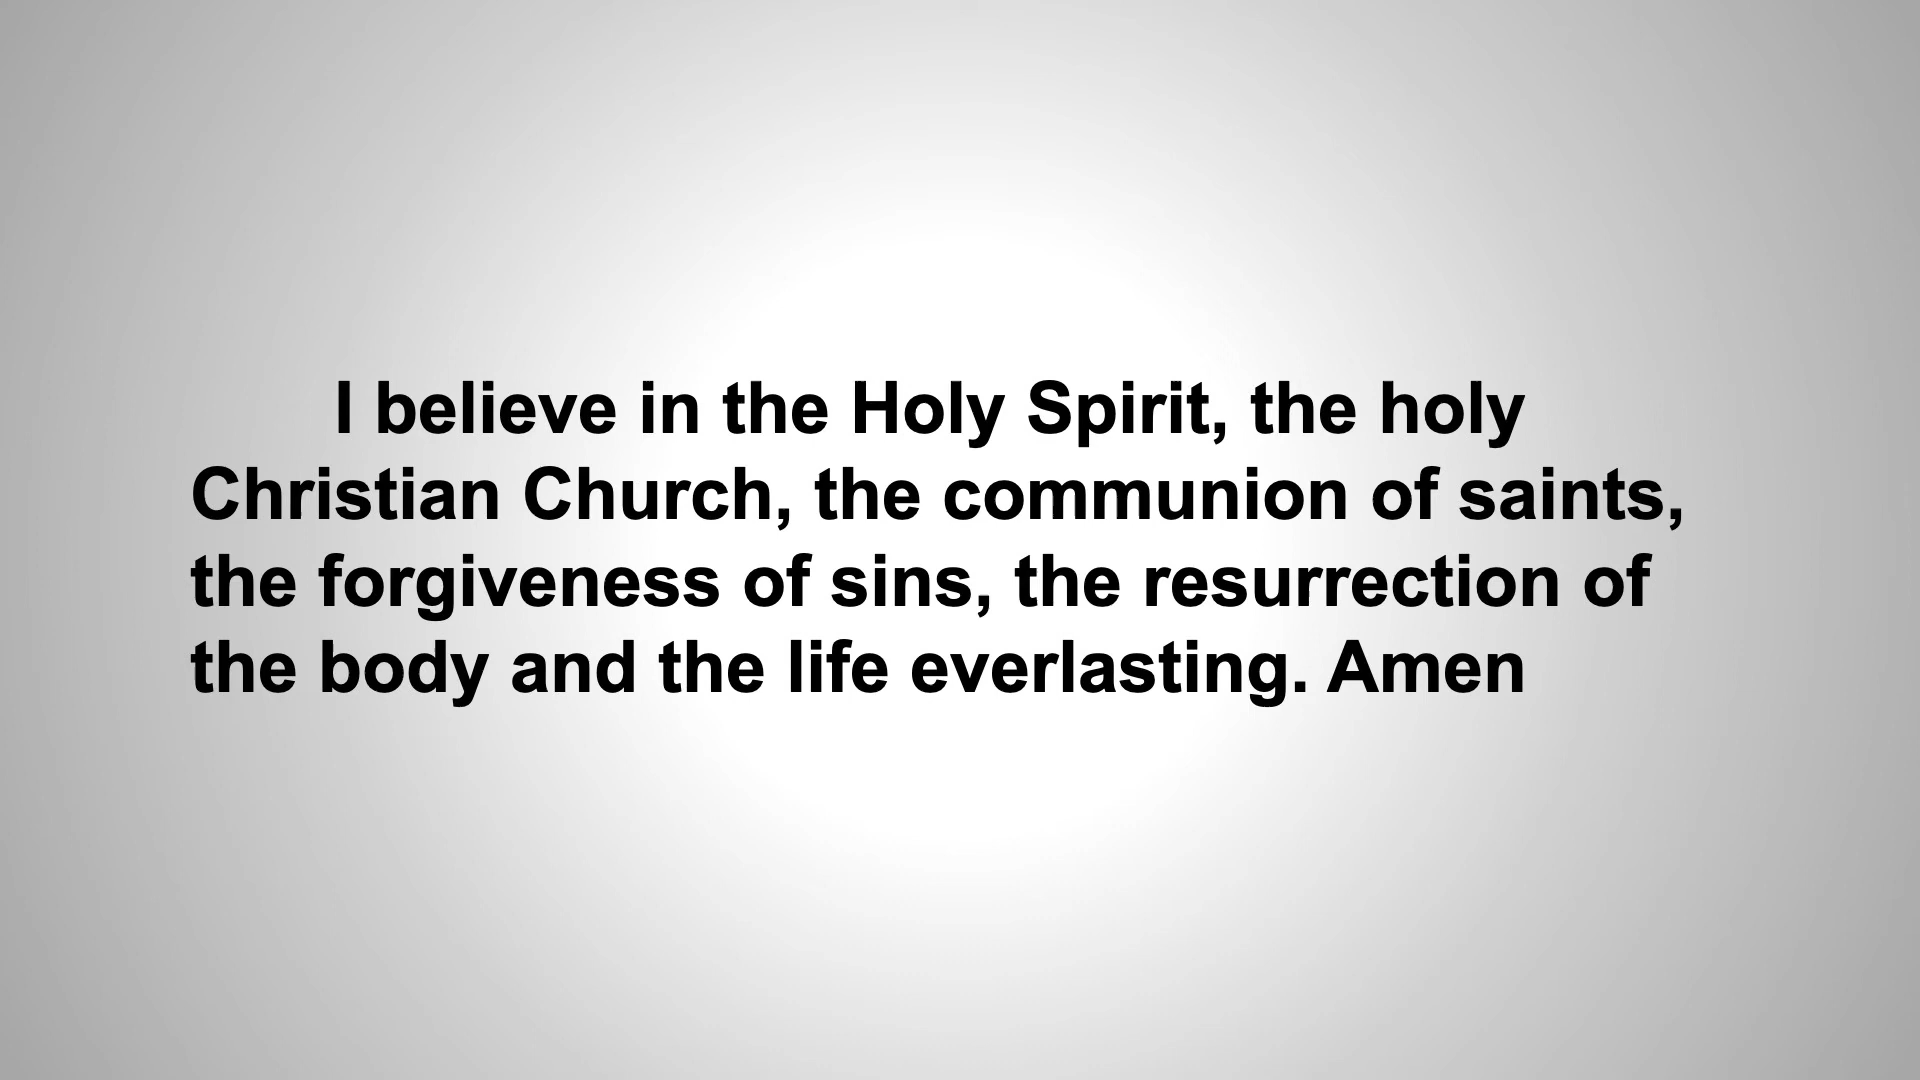 I believe in the Holy Spirit, the holy
Christian Church, the communion of saints,
the forgiveness of sins, the resurrection of
the body and the life everlasting. Amen